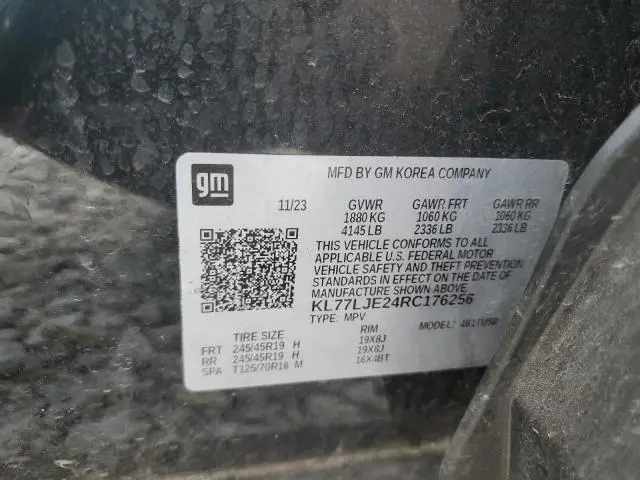 gm
MFD BY GM KOREA COMPANY
11/23 GVWR GAWR FRT GAWR RR
1880 KG 1060 KG 1060 KG
4145 LB 2336 LB 2336 LB
THIS VEHICLE CONFORMS TO ALL
APPLICABLE U.S. FEDERAL MOTOR
VEHICLE SAFETY AND THEFT PREVENTION
STANDARDS IN EFFECT ON THE DATE OF
MANUFACTURE SHOWN ABOVE.
KL77LJE24RC176256
TYPE: MPV MODEL:
TIRE SIZE RIM
FRT 245/45R19 H 19X8J
RR 245/45R19 H 19X8J
SPA T125/70R16 M 16X4BT